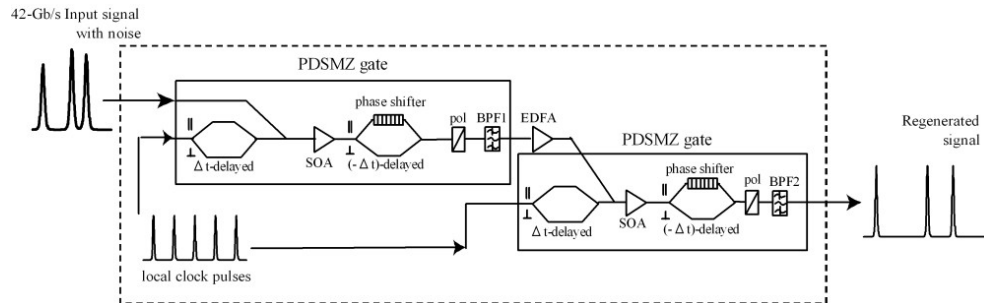 42-Gb/s Input signal
with noise
PDSMZ gate
phase shifter
||
⊥
Δt-delayed
SOA
||
⊥
(-Δt)-delayed
pol
BPF1
EDFA
PDSMZ gate
phase shifter
||
⊥
Δt-delayed
SOA
||
⊥
(-Δt)-delayed
pol
BPF2
Regenerated
signal
local clock pulses